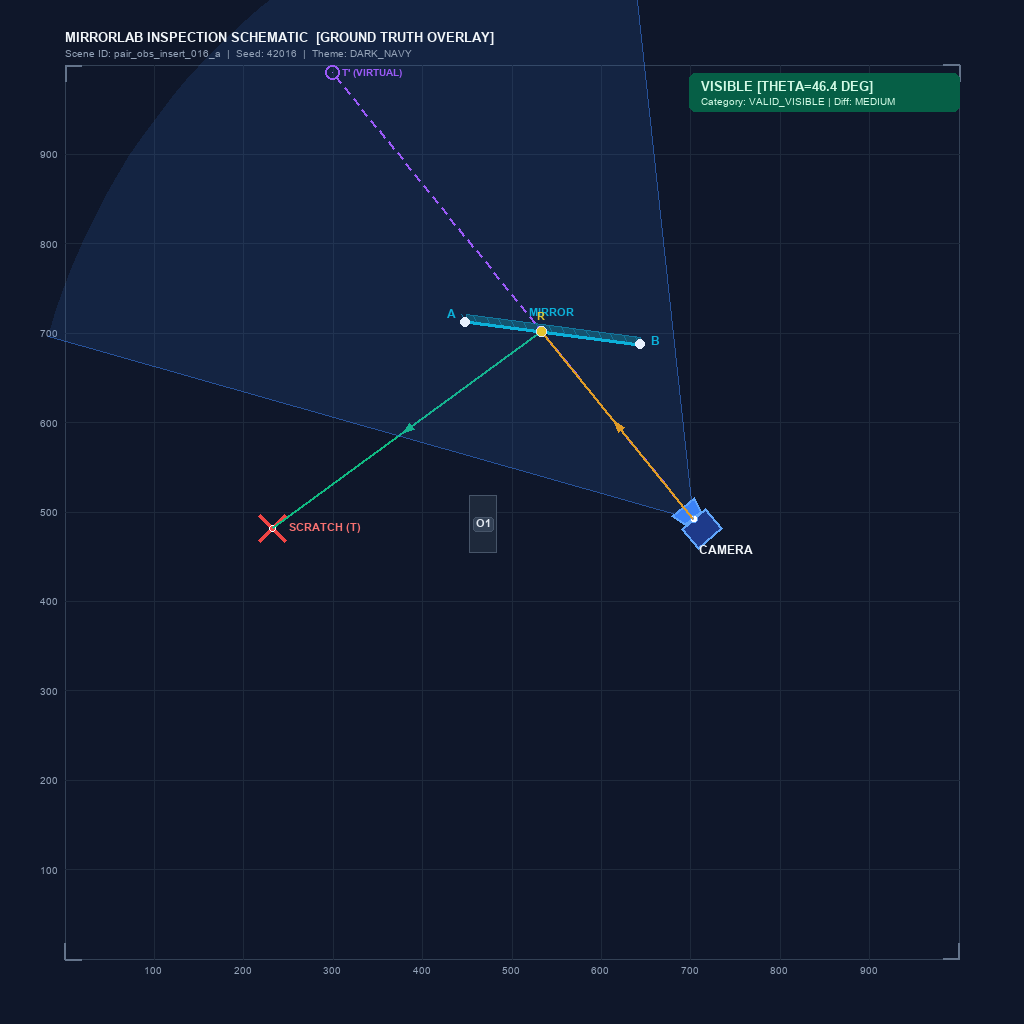 MIRRORLAB INSPECTION SCHEMATIC [GROUND TRUTH OVERLAY]
Scene ID: pair_obs_insert_016_a | Seed: 42016 | Theme: DARK_NAVY
T' (VIRTUAL)
VISIBLE [THETA=46.4 DEG]
Category: VALID_VISIBLE | Diff: MEDIUM
900
800
A
MIRROR
R
B
700
600
500
SCRATCH (T)
O1
CAMERA
400
300
200
100
100 200 300 400 500 600 700 800 900